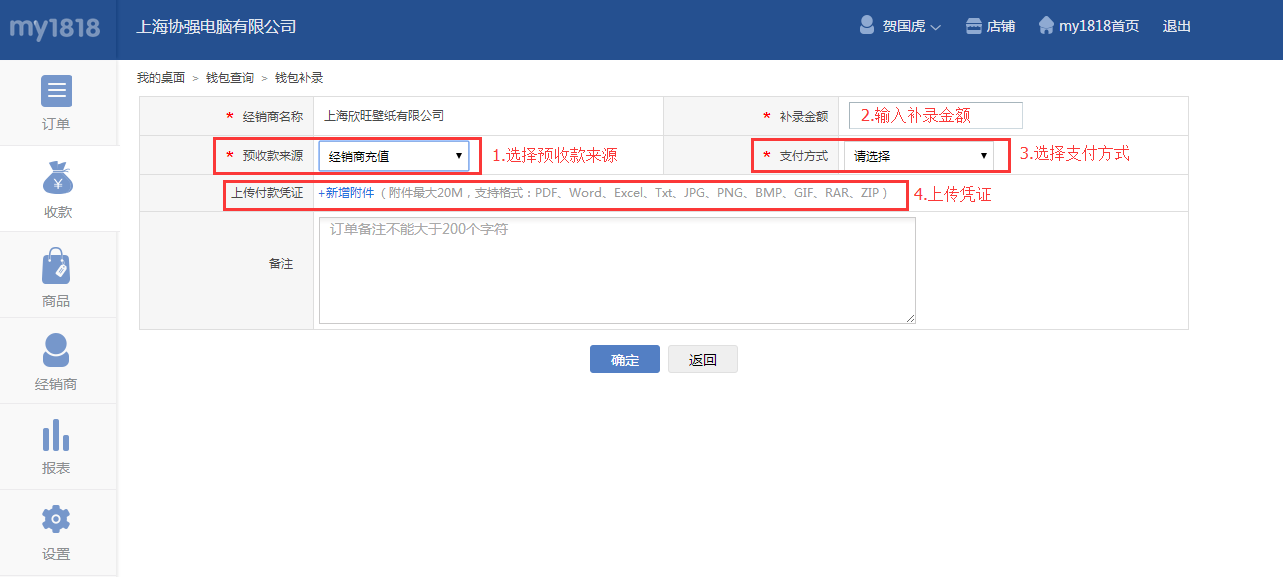 my1818 上海协强电脑有限公司 贺国虎 店铺 my1818首页 退出
我的桌面 > 钱包查询 > 钱包补录
订单
收款
商品
经销商
报表
设置
* 经销商名称 上海欣旺壁纸有限公司 * 补录金额 2.输入补录金额
* 预收款来源 经销商充值 1.选择预收款来源 * 支付方式 请选择 3.选择支付方式
上传付款凭证 +新增附件（附件最大20M，支持格式：PDF、Word、Excel、Txt、JPG、PNG、BMP、GIF、RAR、ZIP） 4.上传凭证
备注 订单备注不能大于200个字符
确定 返回